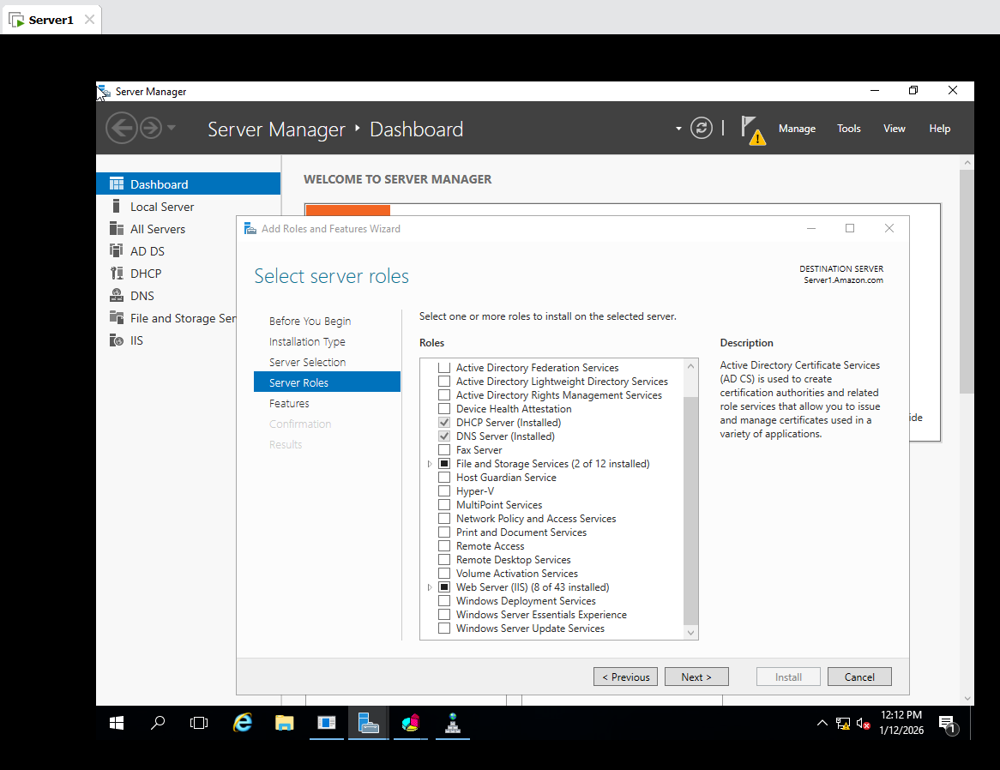 Server1
Server Manager
Server Manager ‣ Dashboard
Manage
Tools
View
Help
Dashboard
Local Server
All Servers
AD DS
DHCP
DNS
File and Storage Ser
IIS
WELCOME TO SERVER MANAGER
Add Roles and Features Wizard
Select server roles
DESTINATION SERVER
Server1.Amazon.com
Before You Begin
Installation Type
Server Selection
Server Roles
Features
Confirmation
Results
Select one or more roles to install on the selected server.
Roles
Active Directory Federation Services
Active Directory Lightweight Directory Services
Active Directory Rights Management Services
Device Health Attestation
DHCP Server (Installed)
DNS Server (Installed)
Fax Server
File and Storage Services (2 of 12 installed)
Host Guardian Service
Hyper-V
MultiPoint Services
Network Policy and Access Services
Print and Document Services
Remote Access
Remote Desktop Services
Volume Activation Services
Web Server (IIS) (8 of 43 installed)
Windows Deployment Services
Windows Server Essentials Experience
Windows Server Update Services
Description
Active Directory Certificate Services
(AD CS) is used to create
certification authorities and related
role services that allow you to issue
and manage certificates used in a
variety of applications.
ide
< Previous
Next >
Install
Cancel
12:12 PM
1/12/2026
1